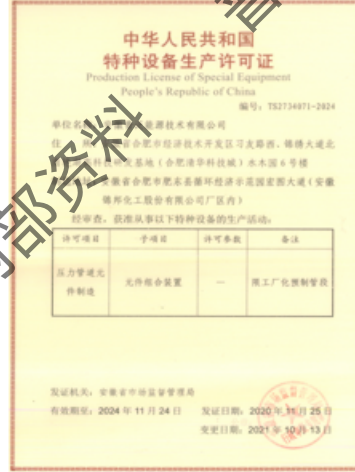 中华人民共和国
特种设备生产许可证
Production License of Special Equipment
People's Republic of China
编号：TS2734071-2024
单位名 能源技术有限公司
住 省合肥市经济技术开发区习友路西、锦绣大道北
研发基地（合肥清华科技城）水木园6号楼
安徽省合肥市肥东县循环经济示范园宏图大道（安徽
锦邦化工股份有限公司厂区内）
经审查，获准从事以下特种设备的生产活动：
许可项目 子项目 许可参数 备注
压力管道元件制造 元件组合装置 — 限工厂化预制管段
发证机关：安徽省市场监督管理局
有效期至：2024年11月24日 发证日期：2020年11月25日
变更日期：2021年10月13日
部资料